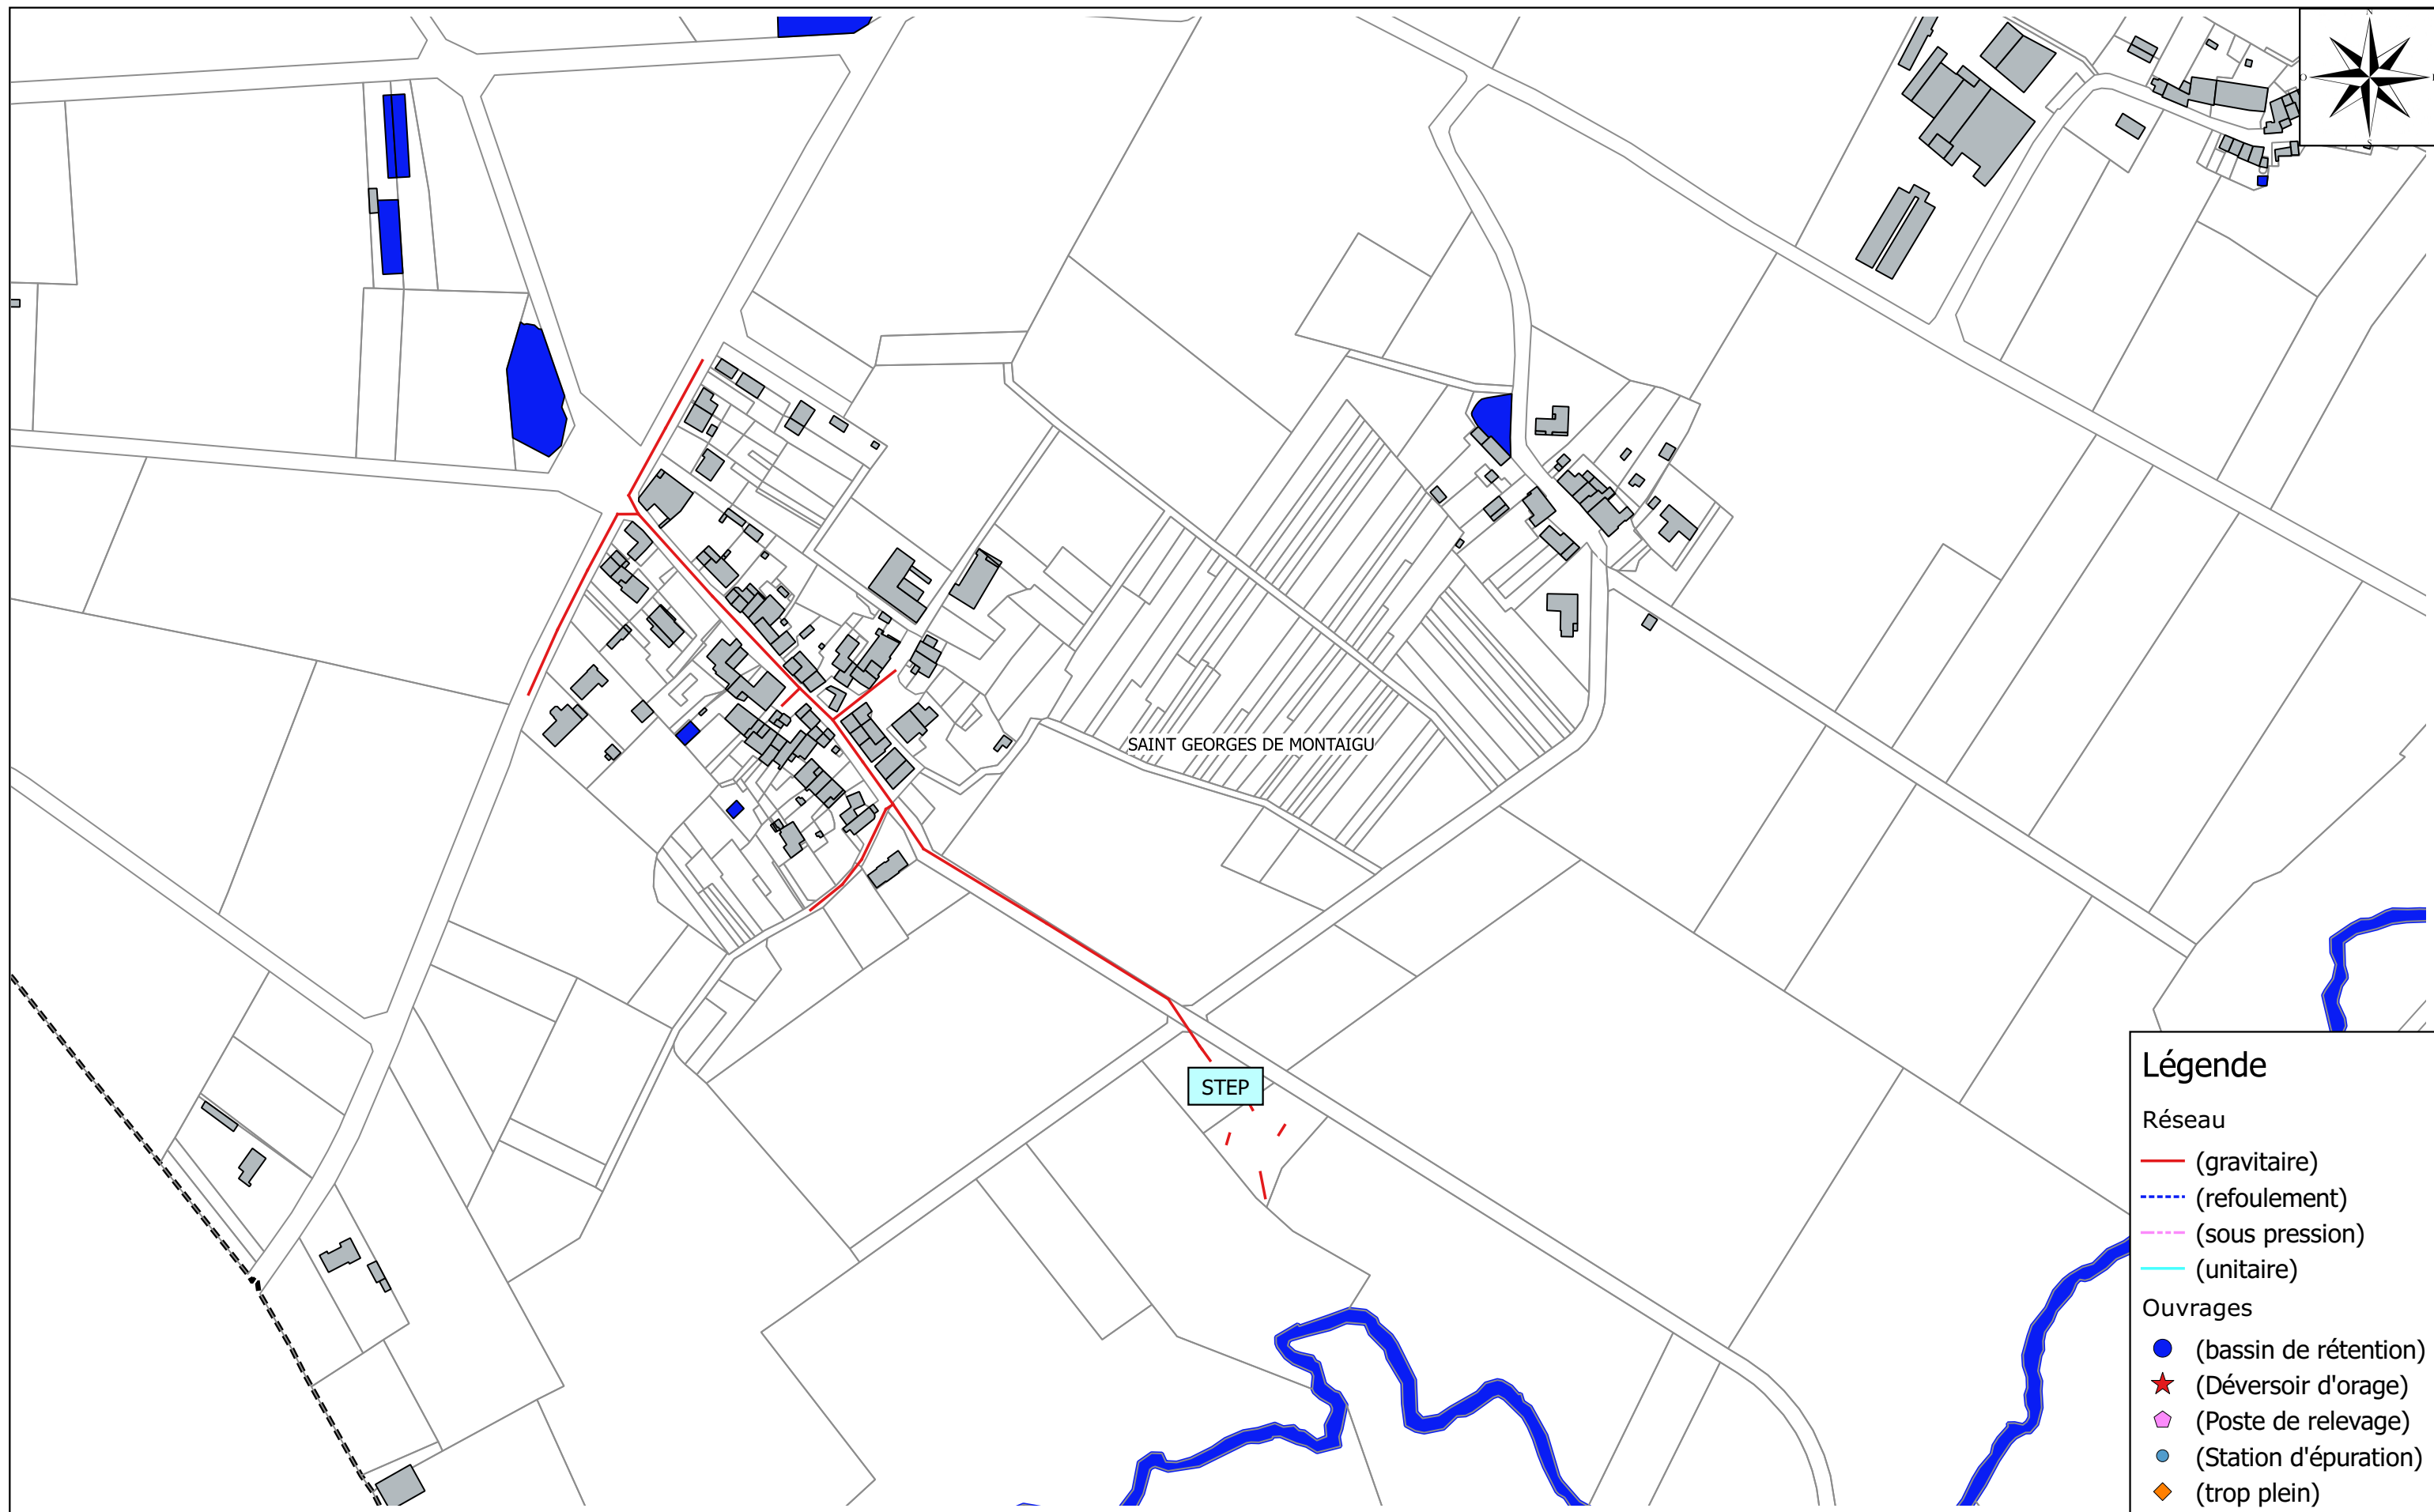 N
O
S
SAINT GEORGES DE MONTAIGU
STEP
Légende
Réseau
(gravitaire)
(refoulement)
(sous pression)
(unitaire)
Ouvrages
(bassin de rétention)
(Déversoir d'orage)
(Poste de relevage)
(Station d'épuration)
(trop plein)